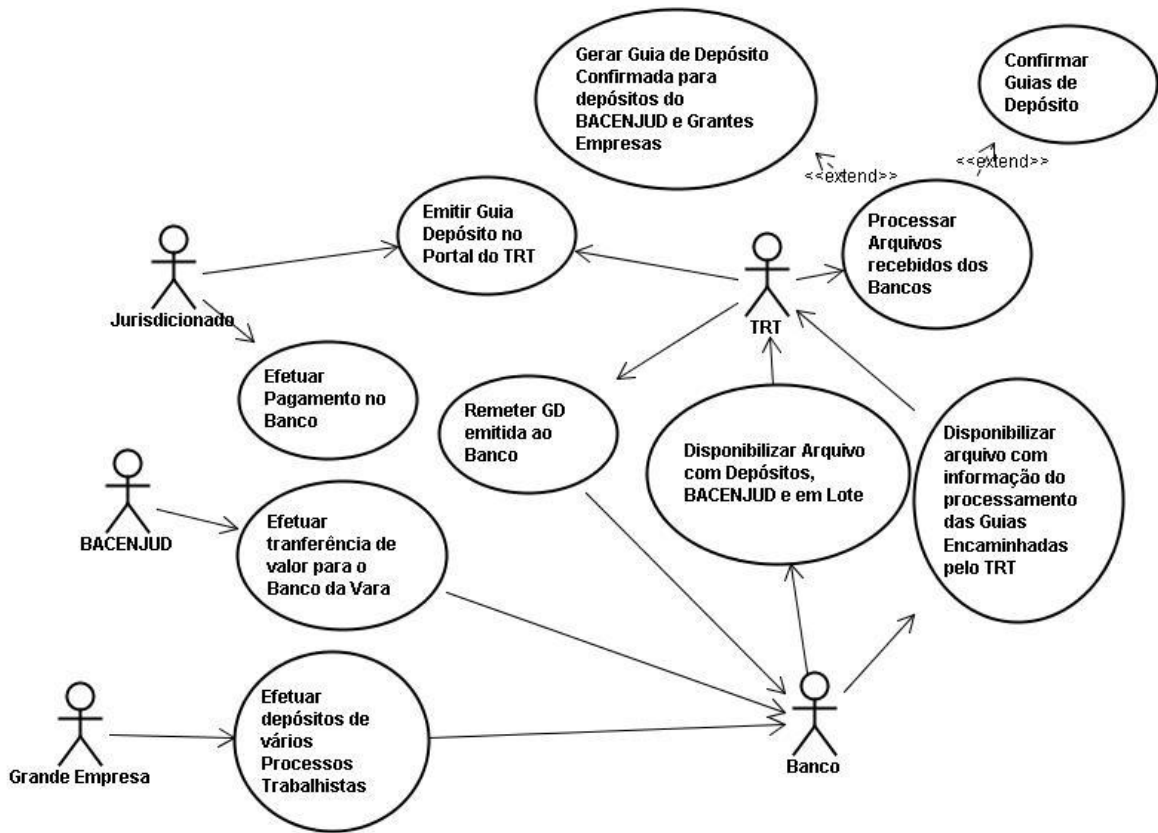 Gerar Guia de Depósito
Confirmada para
depósitos do
BACENJUD e Grantes
Empresas
Confirmar
Guias de
Depósito
<<extend>>
<<extend>>
Emitir Guia
Depósito no
Portal do TRT
Processar
Arquivos
recebidos dos
Bancos
Jurisdicionado
TRT
Efetuar
Pagamento no
Banco
Remeter GD
emitida ao
Banco
Disponibilizar Arquivo
com Depósitos,
BACENJUD e em Lote
Disponibilizar
arquivo com
informação do
processamento
das Guias
Encaminhadas
pelo TRT
BACENJUD
Efetuar
tranferência de
valor para o
Banco da Vara
Grande Empresa
Efetuar
depósitos de
vários
Processos
Trabalhistas
Banco